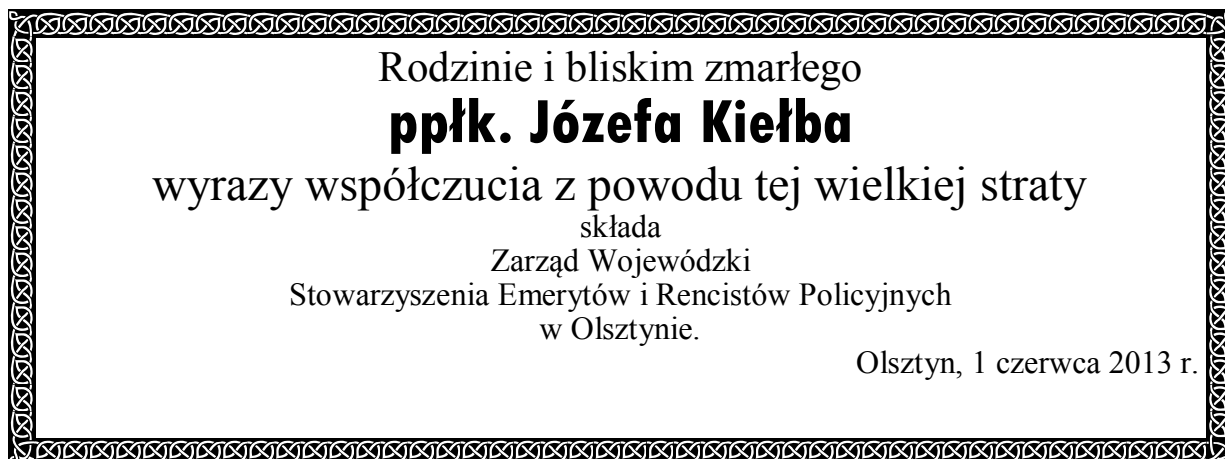 Rodzinie i bliskim zmarłego
ppłk. Józefa Kiełba
wyrazy współczucia z powodu tej wielkiej straty
składa
Zarząd Wojewódzki
Stowarzyszenia Emerytów i Rencistów Policyjnych
w Olsztynie.
Olsztyn, 1 czerwca 2013 r.